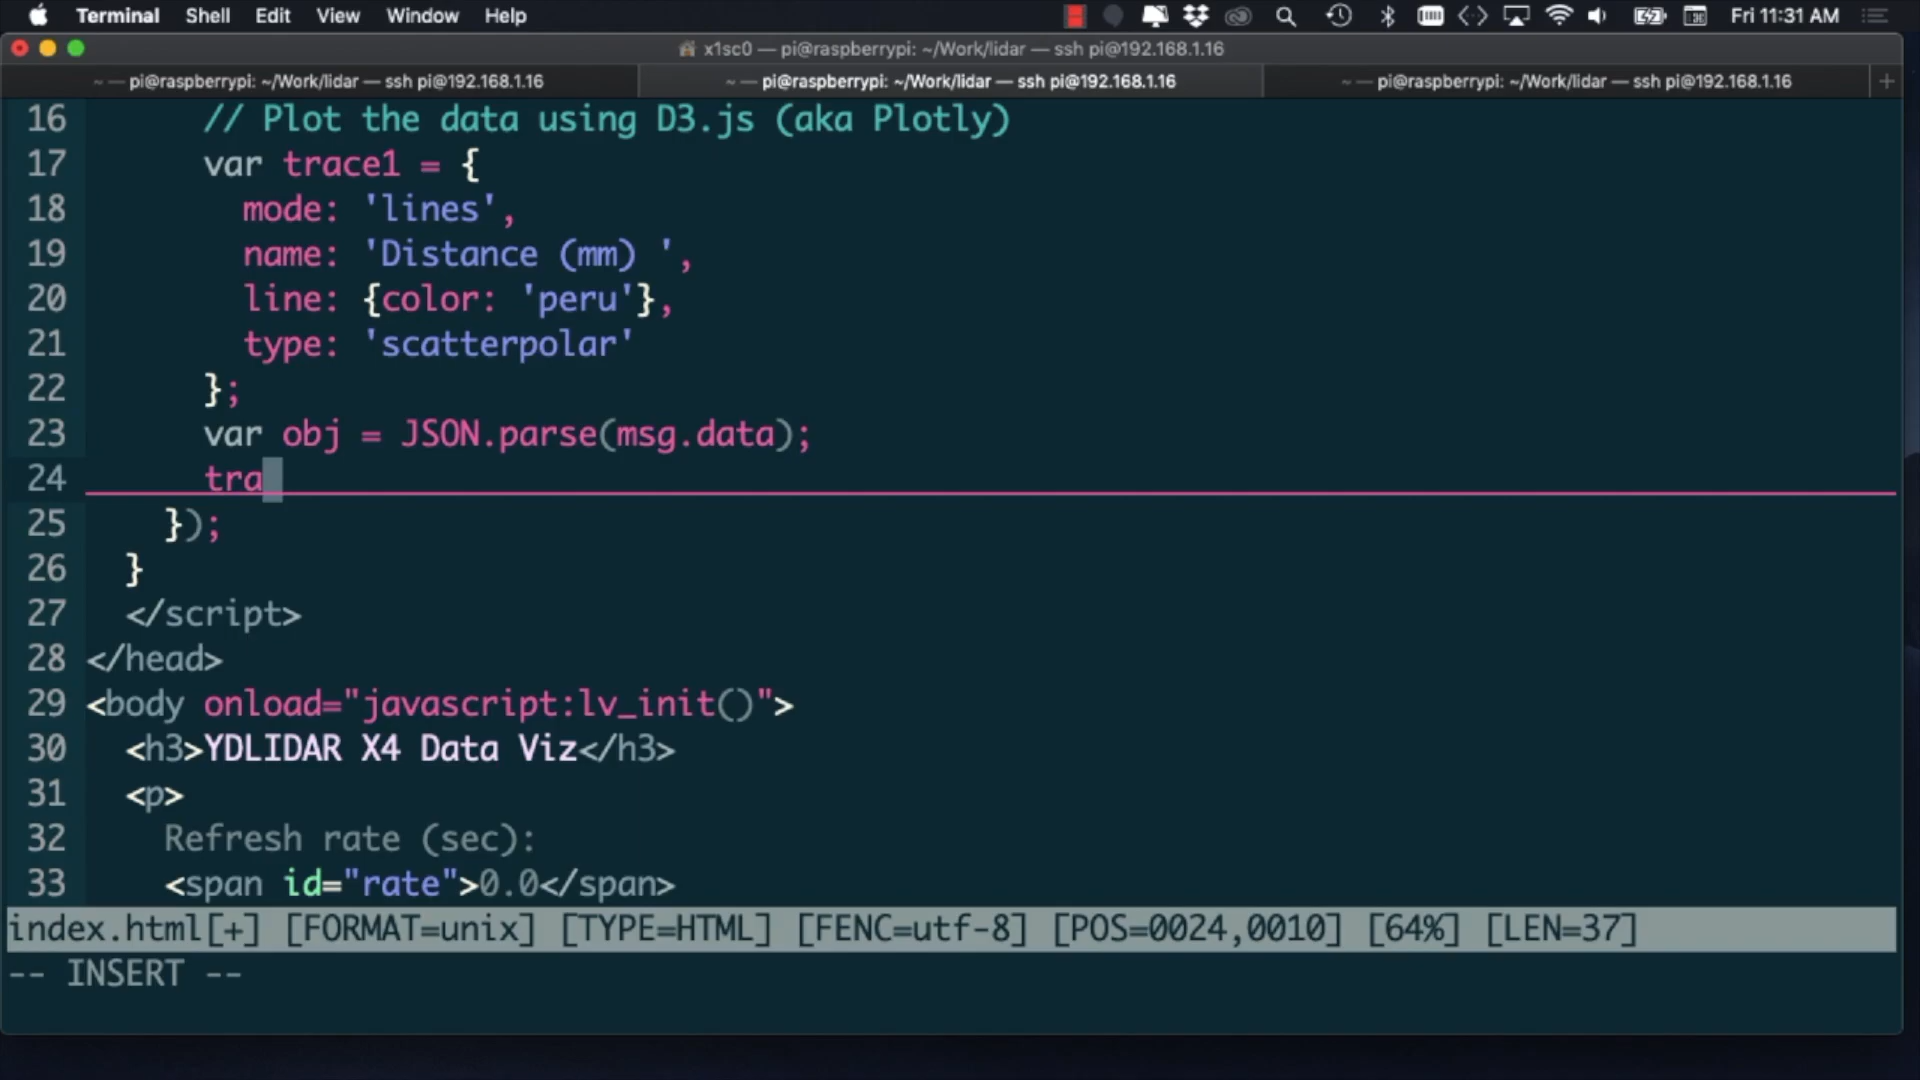 Terminal Shell Edit View Window Help Fri 11:31 AM
x1sc0 — pi@raspberrypi: ~/Work/lidar — ssh pi@192.168.1.16
~ — pi@raspberrypi: ~/Work/lidar — ssh pi@192.168.1.16 ~ — pi@raspberrypi: ~/Work/lidar — ssh pi@192.168.1.16 ~ — pi@raspberrypi: ~/Work/lidar — ssh pi@192.168.1.16 +
16 // Plot the data using D3.js (aka Plotly)
17 var trace1 = {
18 mode: 'lines',
19 name: 'Distance (mm) ',
20 line: {color: 'peru'},
21 type: 'scatterpolar'
22 };
23 var obj = JSON.parse(msg.data);
24 tra
25 });
26 }
27 </script>
28 </head>
29 <body onload="javascript:lv_init()">
30 <h3>YDLIDAR X4 Data Viz</h3>
31 <p>
32 Refresh rate (sec):
33 <span id="rate">0.0</span>
index.html[+] [FORMAT=unix] [TYPE=HTML] [FENC=utf-8] [POS=0024,0010] [64%] [LEN=37]
-- INSERT --